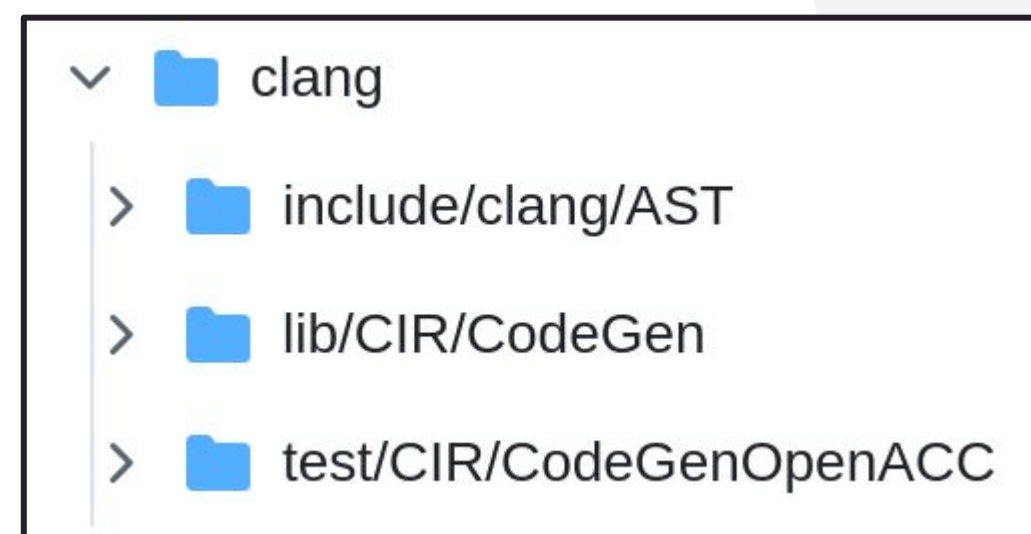 clang
include/clang/AST
lib/CIR/CodeGen
test/CIR/CodeGenOpenACC